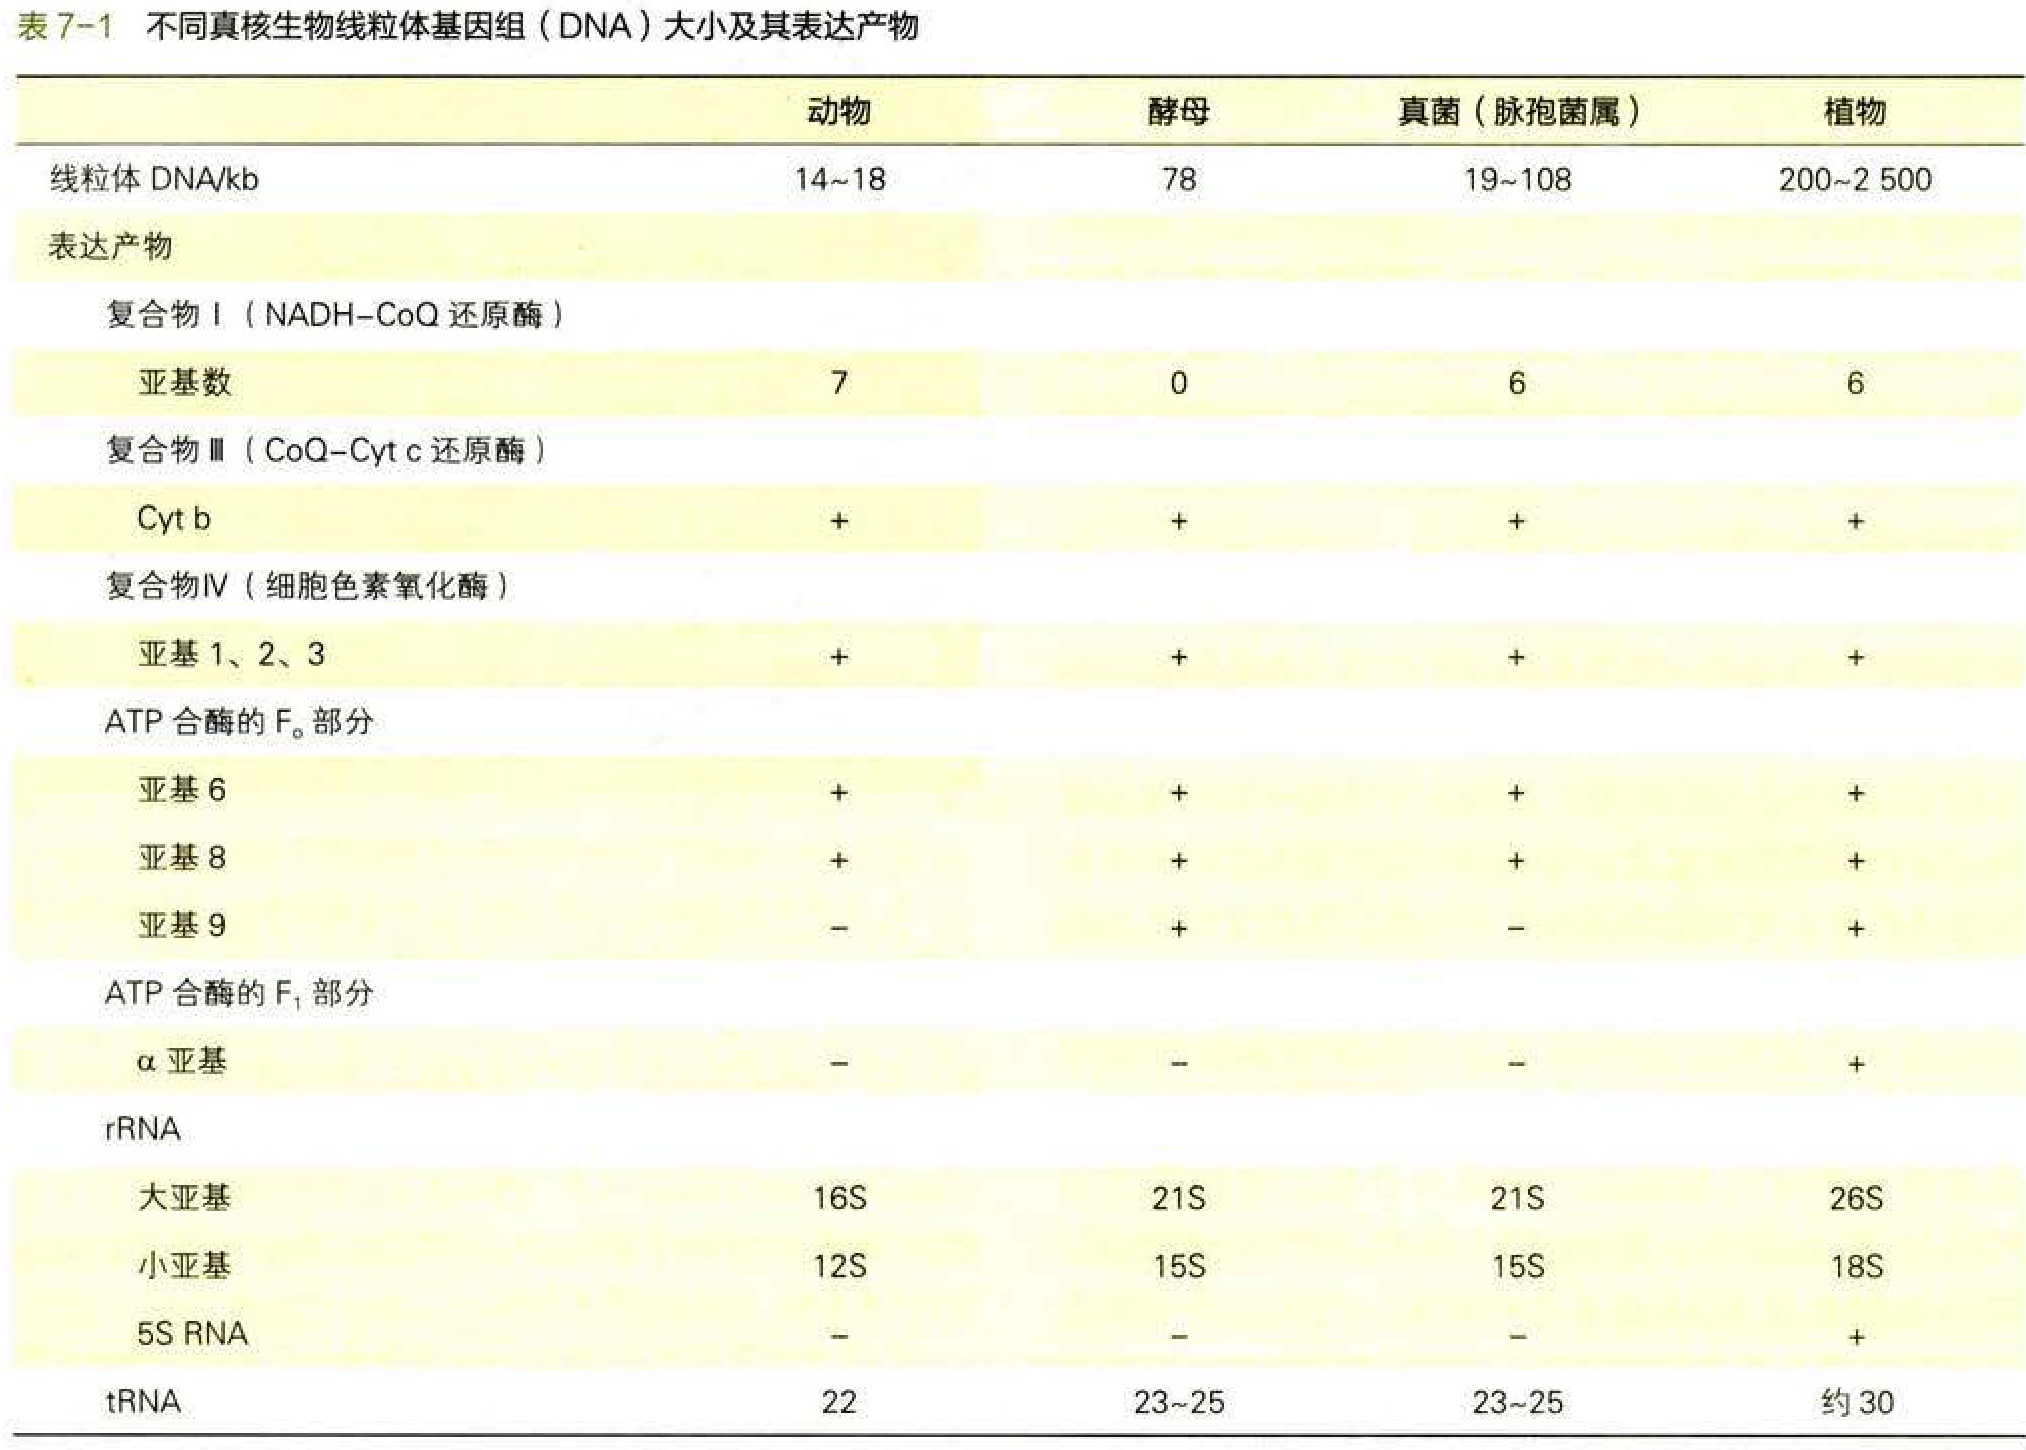 表 7-1 不同真核生物线粒体基因组（DNA）大小及其表达产物
动物 酵母 真菌（脉孢菌属） 植物
线粒体 DNA/kb 14~18 78 19~108 200~2 500
表达产物
复合物Ⅰ（NADH-CoQ 还原酶）
亚基数 7 0 6 6
复合物Ⅲ（CoQ-Cyt c 还原酶）
Cyt b + + + +
复合物Ⅳ（细胞色素氧化酶）
亚基 1、2、3 + + + +
ATP 合酶的 Fo 部分
亚基 6 + + + +
亚基 8 + + + +
亚基 9 - + - +
ATP 合酶的 F1 部分
α 亚基 - - - +
rRNA
大亚基 16S 21S 21S 26S
小亚基 12S 15S 15S 18S
5S RNA - - - +
tRNA 22 23~25 23~25 约 30